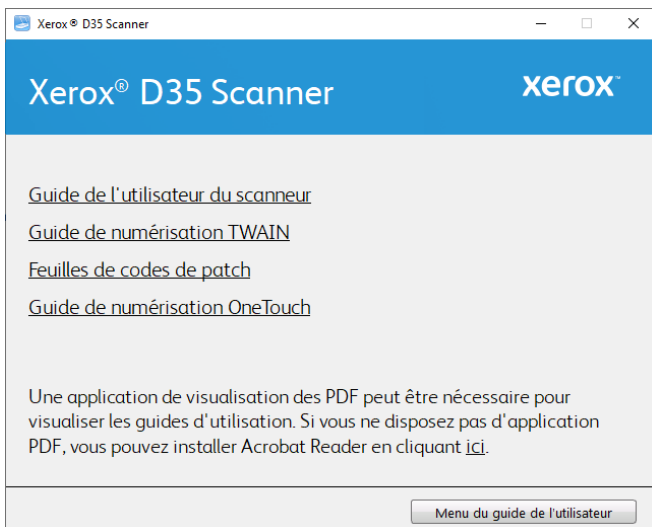 Xerox ® D35 Scanner
Xerox® D35 Scanner
xerox™
Guide de l'utilisateur du scanneur
Guide de numérisation TWAIN
Feuilles de codes de patch
Guide de numérisation OneTouch
Une application de visualisation des PDF peut être nécessaire pour
visualiser les guides d'utilisation. Si vous ne disposez pas d'application
PDF, vous pouvez installer Acrobat Reader en cliquant ici.
Menu du guide de l'utilisateur